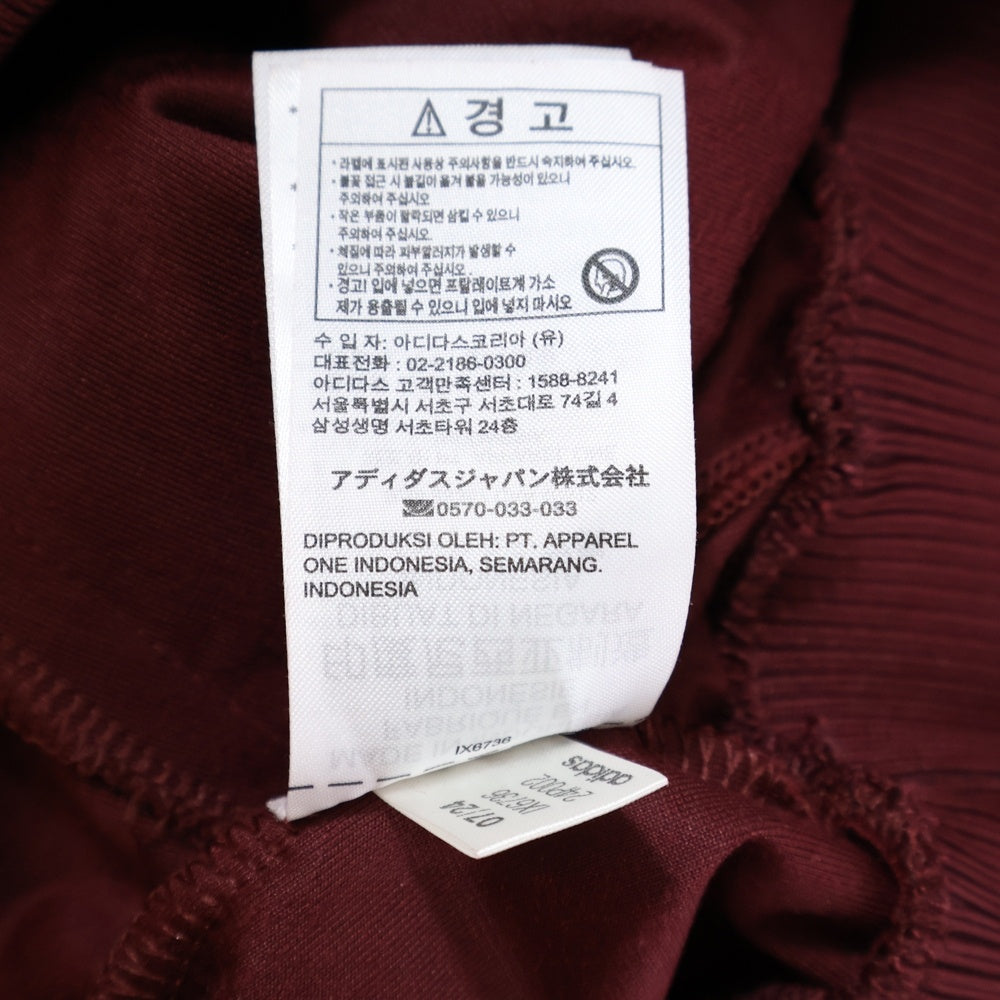 경 고
· 라벨에 표시된 사용상 주의사항을 반드시 숙지하여 주십시오.
· 불꽃 접근 시 불길이 옮겨 붙을 가능성이 있으니
주의하여 주십시오
· 작은 부품이 탈락되면 삼킬 수 있으니
주의하여 주십시오.
· 체질에 따라 피부알러지가 발생할 수
있으니 주의하여 주십시오.
· 경고! 입에 넣으면 프탈레이트계 가소
제가 용출될 수 있으니 입에 넣지 마시오
수 입 자: 아디다스코리아 (유)
대표전화 : 02-2186-0300
아디다스 고객만족센터 : 1588-8241
서울특별시 서초구 서초대로 74길 4
삼성생명 서초타워 24층
アディダスジャパン株式会社
0570-033-033
DIPRODUKSI OLEH: PT. APPAREL
ONE INDONESIA, SEMARANG.
INDONESIA
DIBUAT DI NEGARA
INDONESIE
MADE IN
IX6736
adidas
IX6736
07/24